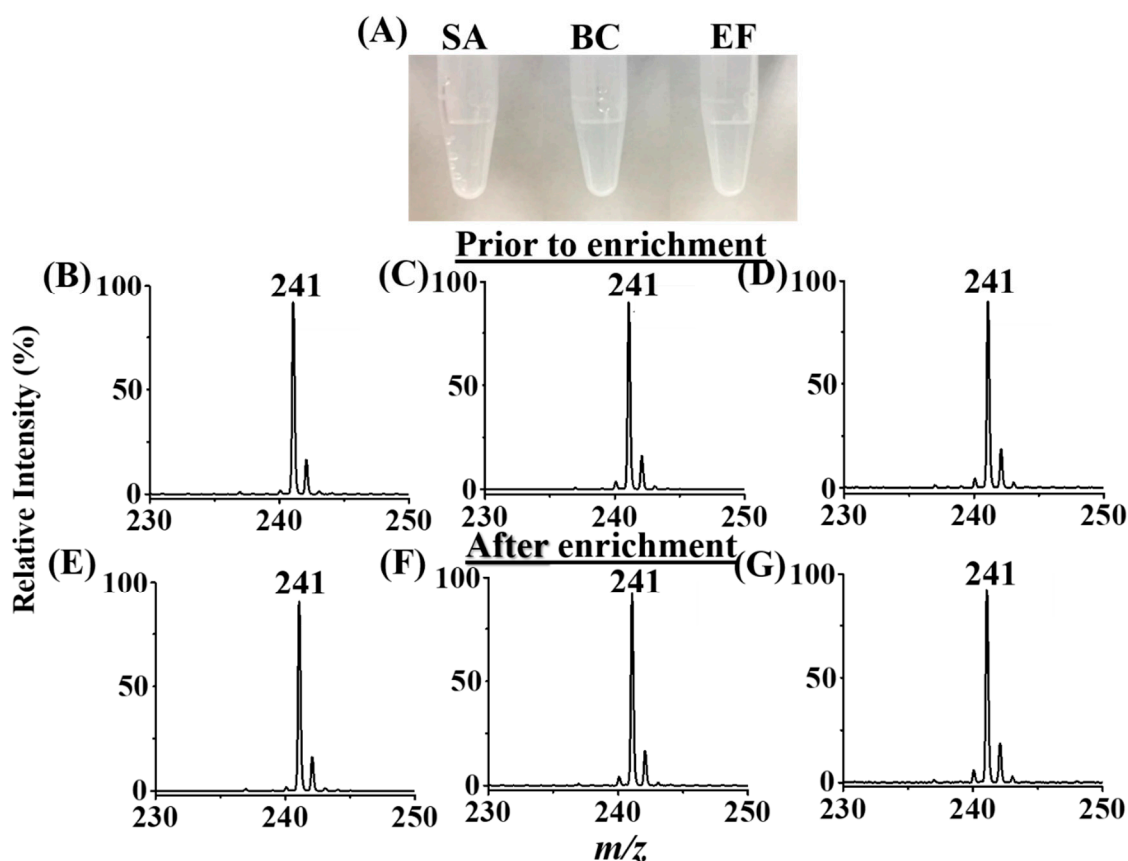 (A) SA BC EF
Prior to enrichment
(B) (C) (D)
100 241 100 241 100 241
50 50 50
0 0 0
230 240 250 230 240 250 230 240 250
After enrichment
(E) (F) (G)
100 241 100 241 100 241
50 50 50
0 0 0
230 240 250 230 240 250 230 240 250
Relative Intensity (%)
m/z